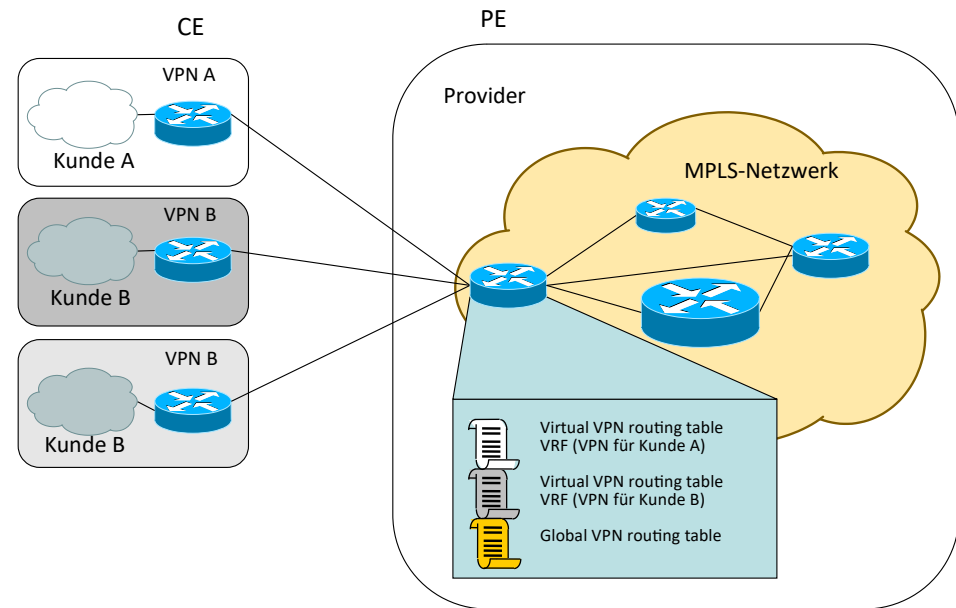 CE
PE
VPN A
Kunde A
VPN B
Kunde B
VPN B
Kunde B
Provider
MPLS-Netzwerk
Virtual VPN routing table
VRF (VPN für Kunde A)
Virtual VPN routing table
VRF (VPN für Kunde B)
Global VPN routing table